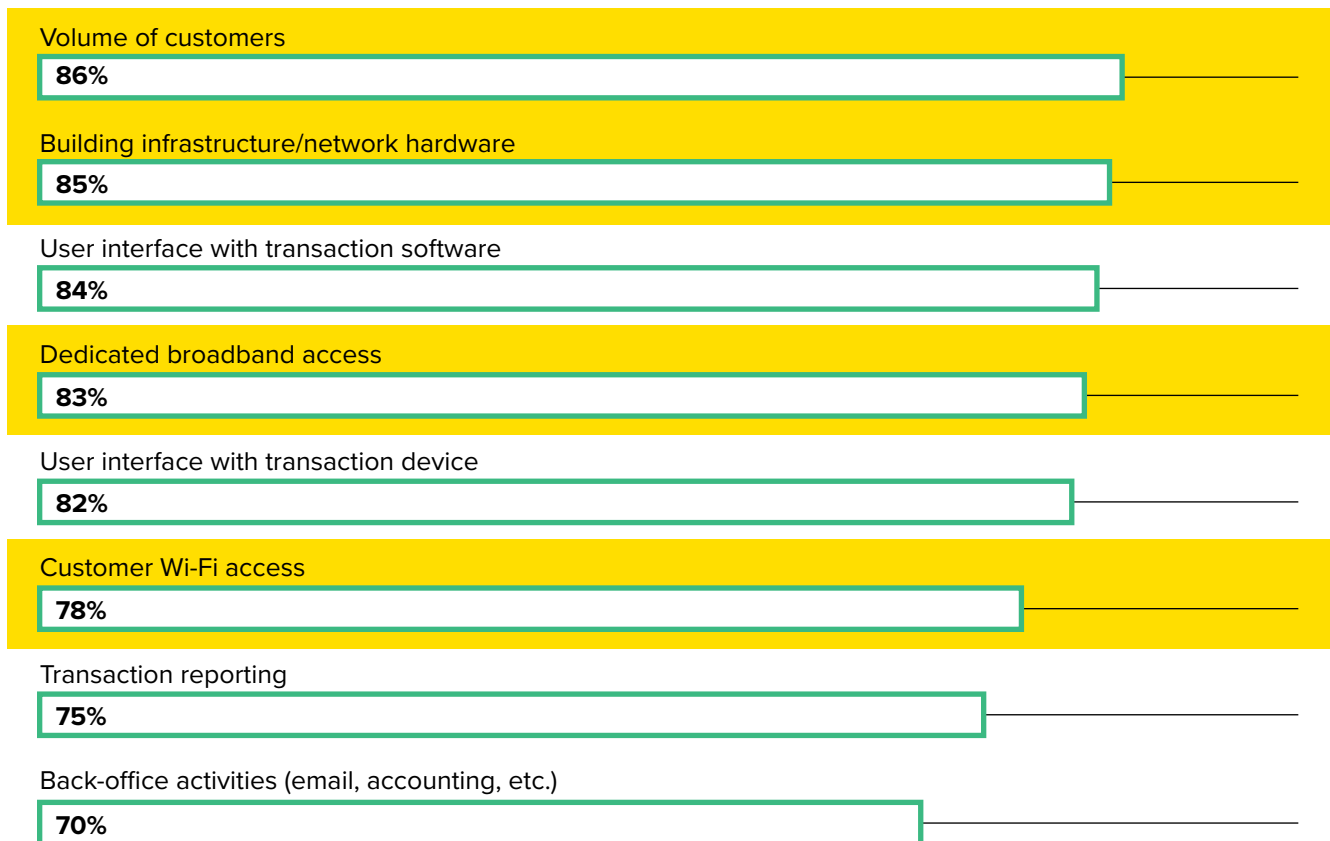 Volume of customers
86%
Building infrastructure/network hardware
85%
User interface with transaction software
84%
Dedicated broadband access
83%
User interface with transaction device
82%
Customer Wi-Fi access
78%
Transaction reporting
75%
Back-office activities (email, accounting, etc.)
70%